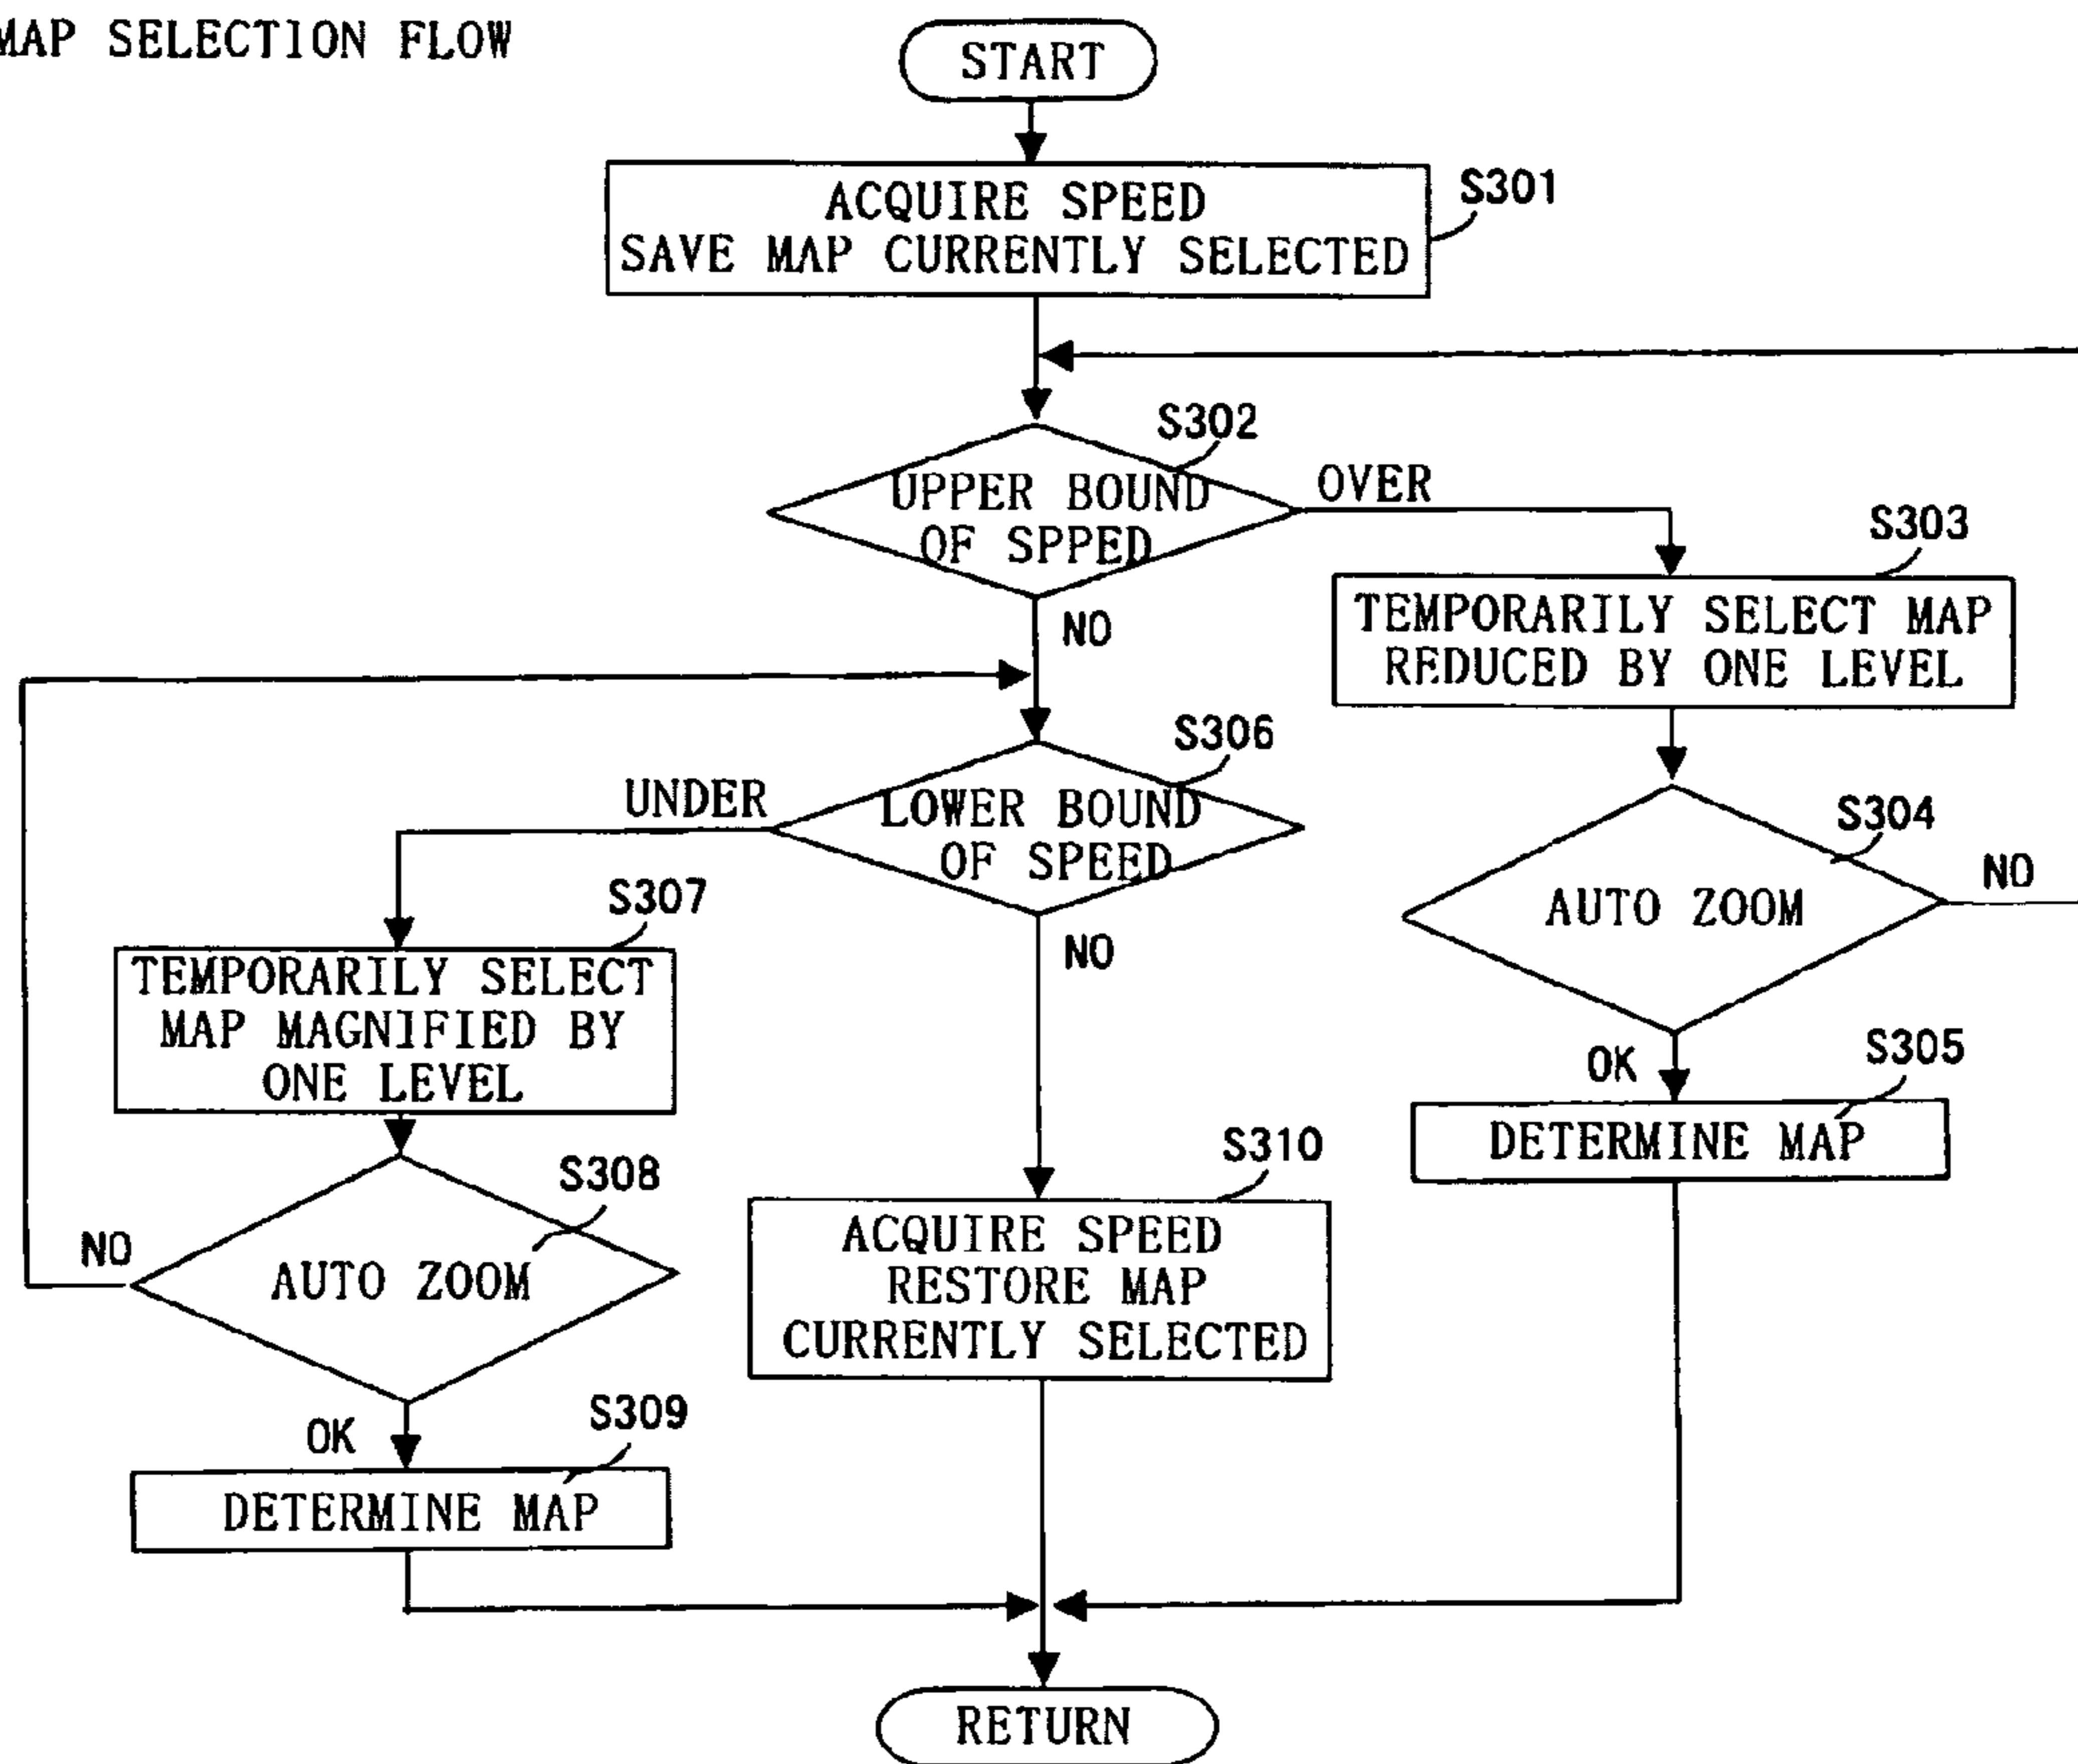 MAP SELECTION FLOW
START
ACQUIRE SPEED
SAVE MAP CURRENTLY SELECTED
S301
S302
UPPER BOUND
OF SPPED
OVER
NO
S303
TEMPORARILY SELECT MAP
REDUCED BY ONE LEVEL
S304
AUTO ZOOM
NO
OK
S305
DETERMINE MAP
S306
LOWER BOUND
OF SPEED
UNDER
NO
S307
TEMPORARILY SELECT
MAP MAGNIFIED BY
ONE LEVEL
S308
AUTO ZOOM
NO
OK
S309
DETERMINE MAP
S310
ACQUIRE SPEED
RESTORE MAP
CURRENTLY SELECTED
RETURN